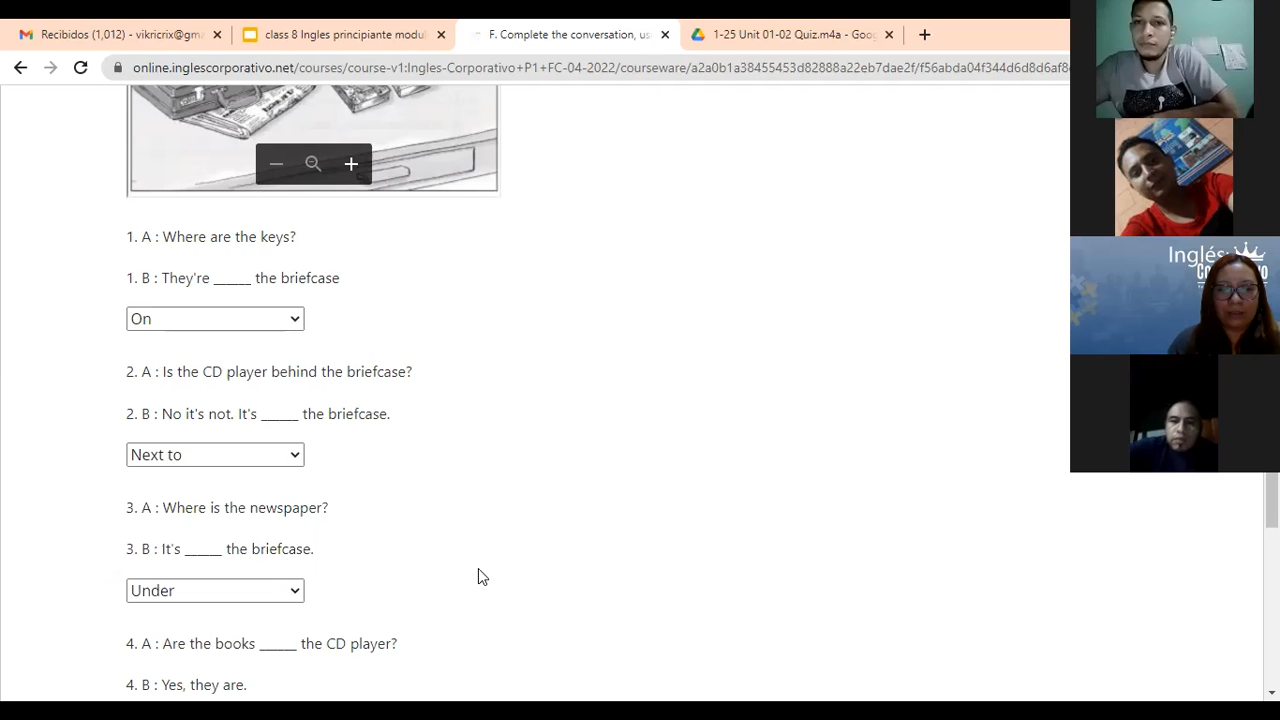 Recibidos (1,012) - vikricrix@gm
class 8 Ingles principiante modul
F. Complete the conversation, us
1-25 Unit 01-02 Quiz.m4a - Goo
online.inglescorporativo.net/courses/course-v1:Ingles-Corporativo+P1+FC-04-2022/courseware/a2a0b1a38455453d82888a22eb7dae2f/f56abda04f344d6d8d6af8
Inglés
1. A : Where are the keys?
1. B : They're ______ the briefcase
On
2. A : Is the CD player behind the briefcase?
2. B : No it's not. It's ______ the briefcase.
Next to
3. A : Where is the newspaper?
3. B : It's ______ the briefcase.
Under
4. A : Are the books ______ the CD player?
4. B : Yes, they are.